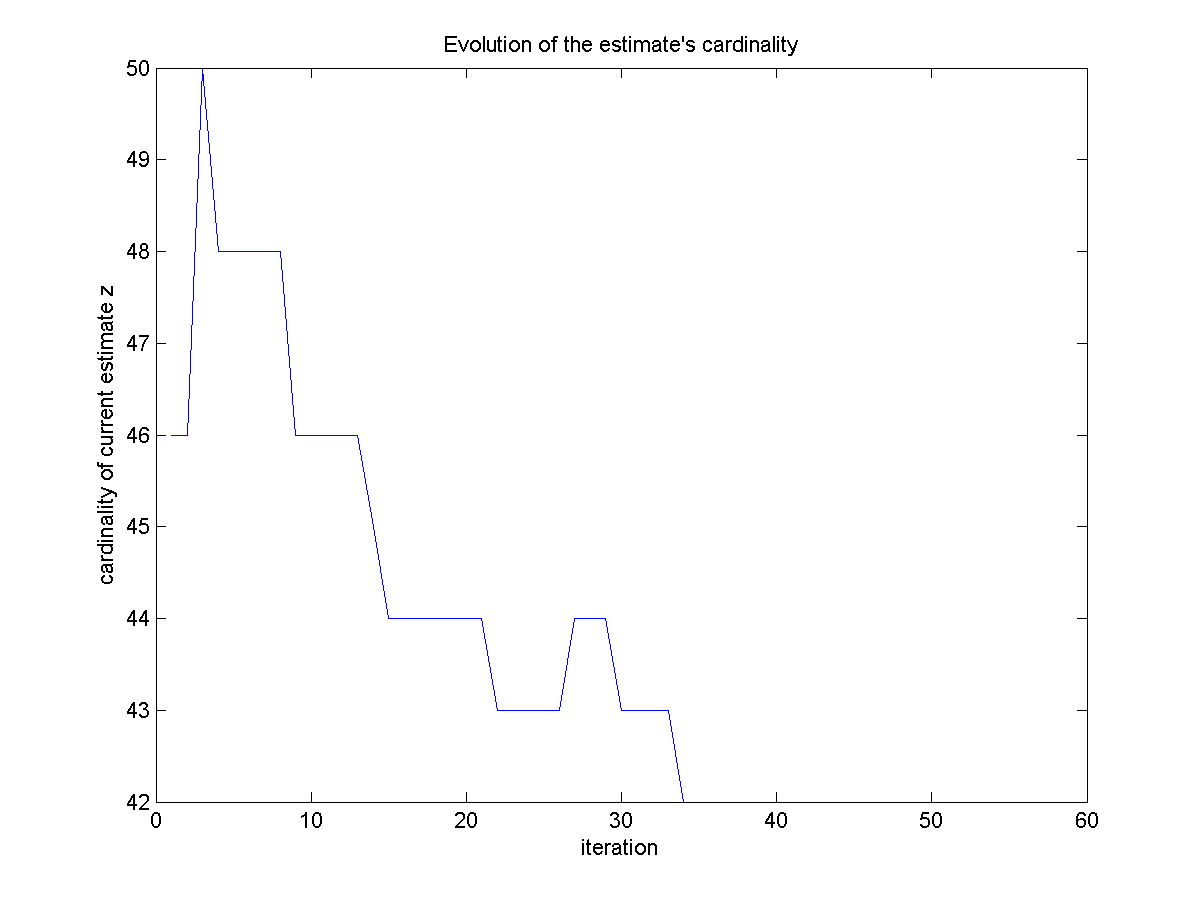 Evolution of the estimate's cardinality
50
49
48
47
46
45
44
43
42
cardinality of current estimate z
0 10 20 30 40 50 60
iteration